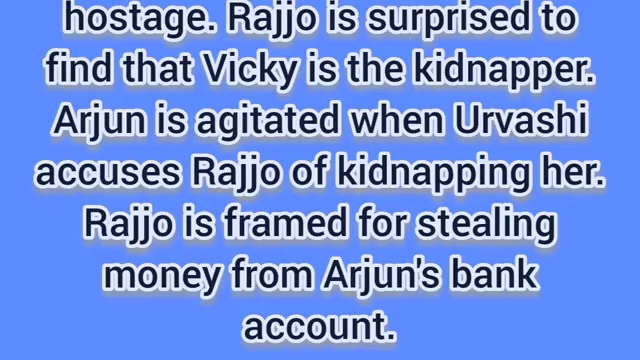 hostage. Rajjo is surprised to
find that Vicky is the kidnapper.
Arjun is agitated when Urvashi
accuses Rajjo of kidnapping her.
Rajjo is framed for stealing
money from Arjun's bank
account.